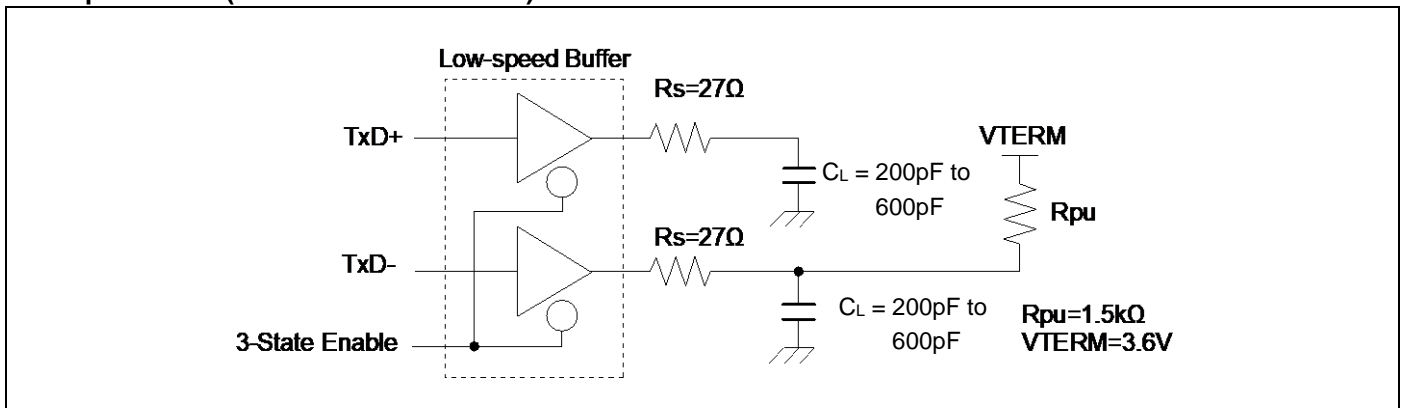 Low-speed Buffer
Rs=27Ω
TxD+
VTERM
CL = 200pF to
600pF
Rpu
Rs=27Ω
TxD-
CL = 200pF to
600pF
Rpu=1.5kΩ
VTERM=3.6V
3-State Enable